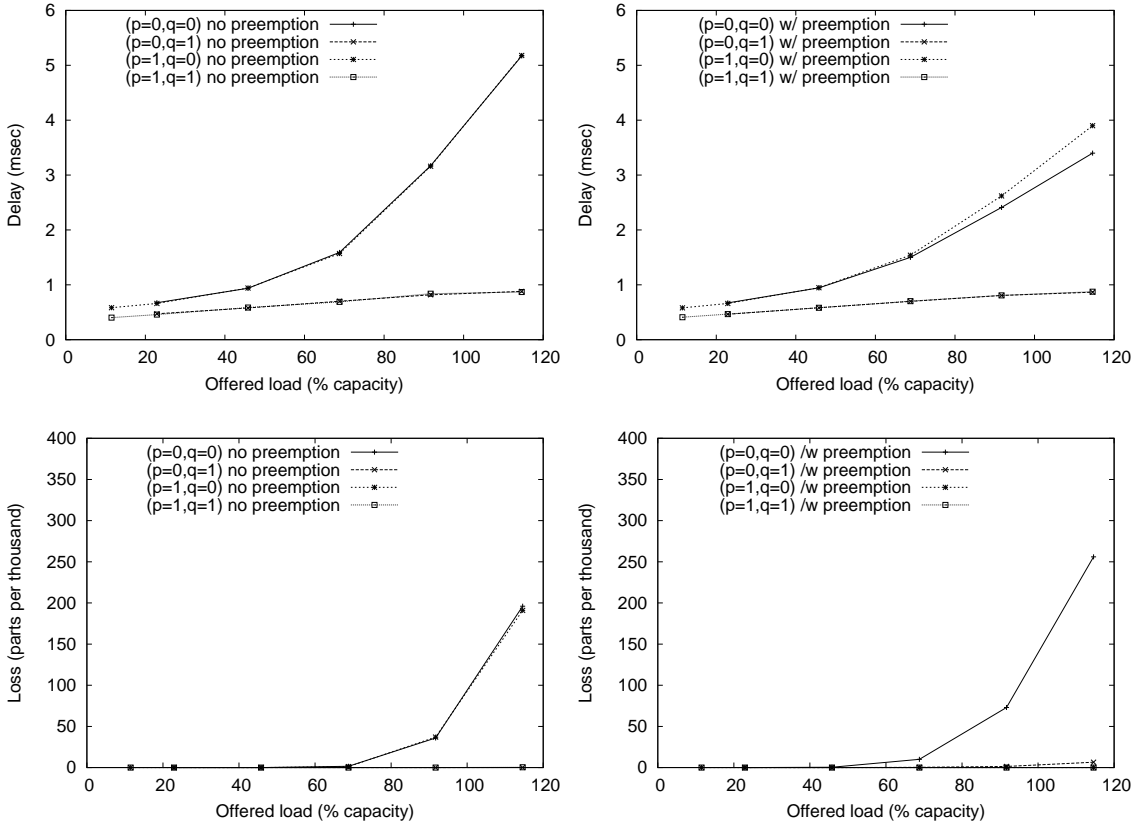 6
5
4
3
2
1
0
Delay (msec)
(p=0,q=0) no preemption
(p=0,q=1) no preemption
(p=1,q=0) no preemption
(p=1,q=1) no preemption
0 20 40 60 80 100 120
Offered load (% capacity)
6
5
4
3
2
1
0
Delay (msec)
(p=0,q=0) w/ preemption
(p=0,q=1) w/ preemption
(p=1,q=0) w/ preemption
(p=1,q=1) w/ preemption
0 20 40 60 80 100 120
Offered load (% capacity)
400
350
300
250
200
150
100
50
0
Loss (parts per thousand)
(p=0,q=0) no preemption
(p=0,q=1) no preemption
(p=1,q=0) no preemption
(p=1,q=1) no preemption
0 20 40 60 80 100 120
Offered load (% capacity)
400
350
300
250
200
150
100
50
0
Loss (parts per thousand)
(p=0,q=0) /w preemption
(p=0,q=1) /w preemption
(p=1,q=0) /w preemption
(p=1,q=1) /w preemption
0 20 40 60 80 100 120
Offered load (% capacity)